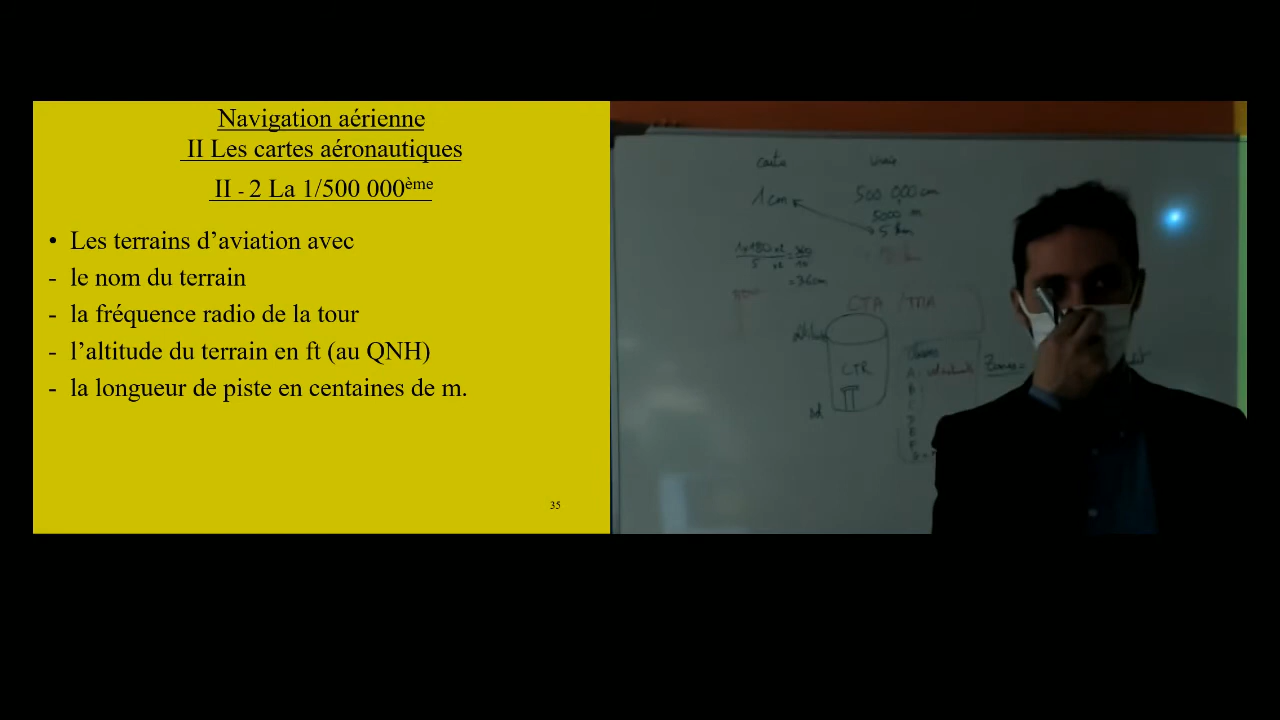 Navigation aérienne
II Les cartes aéronautiques
II - 2 La 1/500 000ème
• Les terrains d’aviation avec
- le nom du terrain
- la fréquence radio de la tour
- l’altitude du terrain en ft (au QNH)
- la longueur de piste en centaines de m.
35
carte
1 cm
500 000 cm
5000 m
5 km
= 36 cm
CTA / TMA
CTR
A
B
C
D
E
F